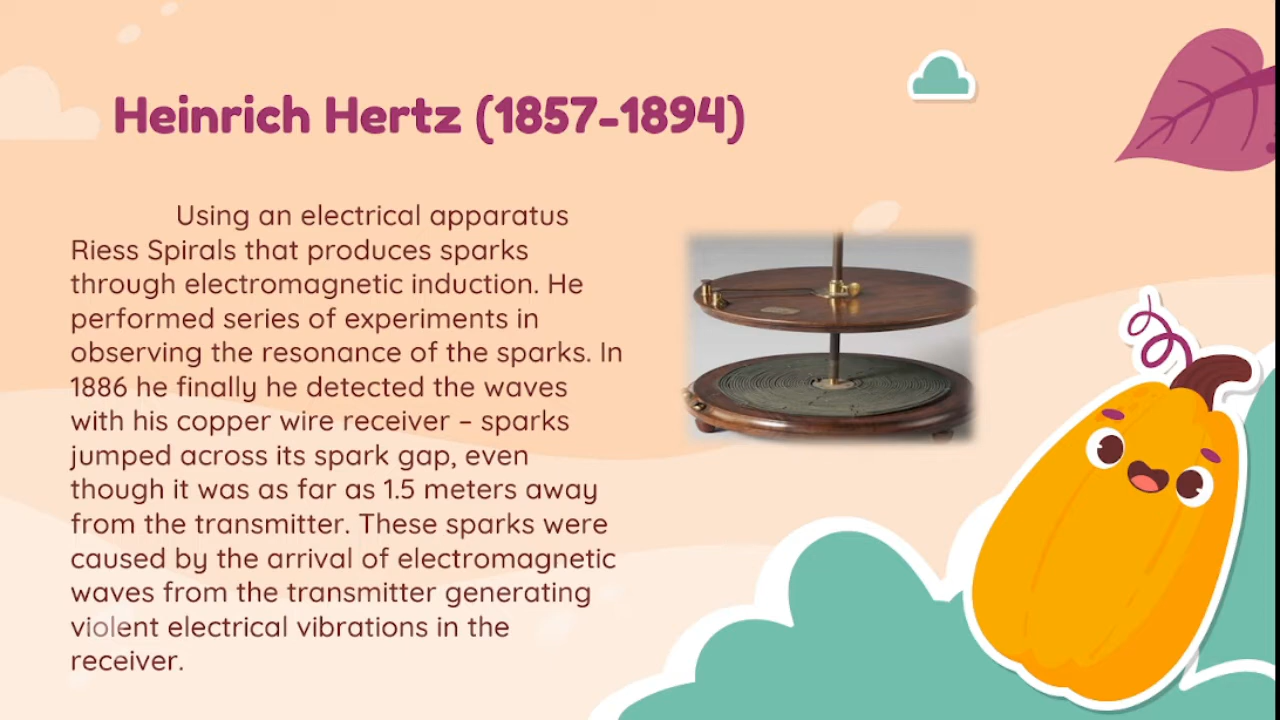 Heinrich Hertz (1857-1894)
Using an electrical apparatus
Riess Spirals that produces sparks
through electromagnetic induction. He
performed series of experiments in
observing the resonance of the sparks. In
1886 he finally he detected the waves
with his copper wire receiver – sparks
jumped across its spark gap, even
though it was as far as 1.5 meters away
from the transmitter. These sparks were
caused by the arrival of electromagnetic
waves from the transmitter generating
violent electrical vibrations in the
receiver.